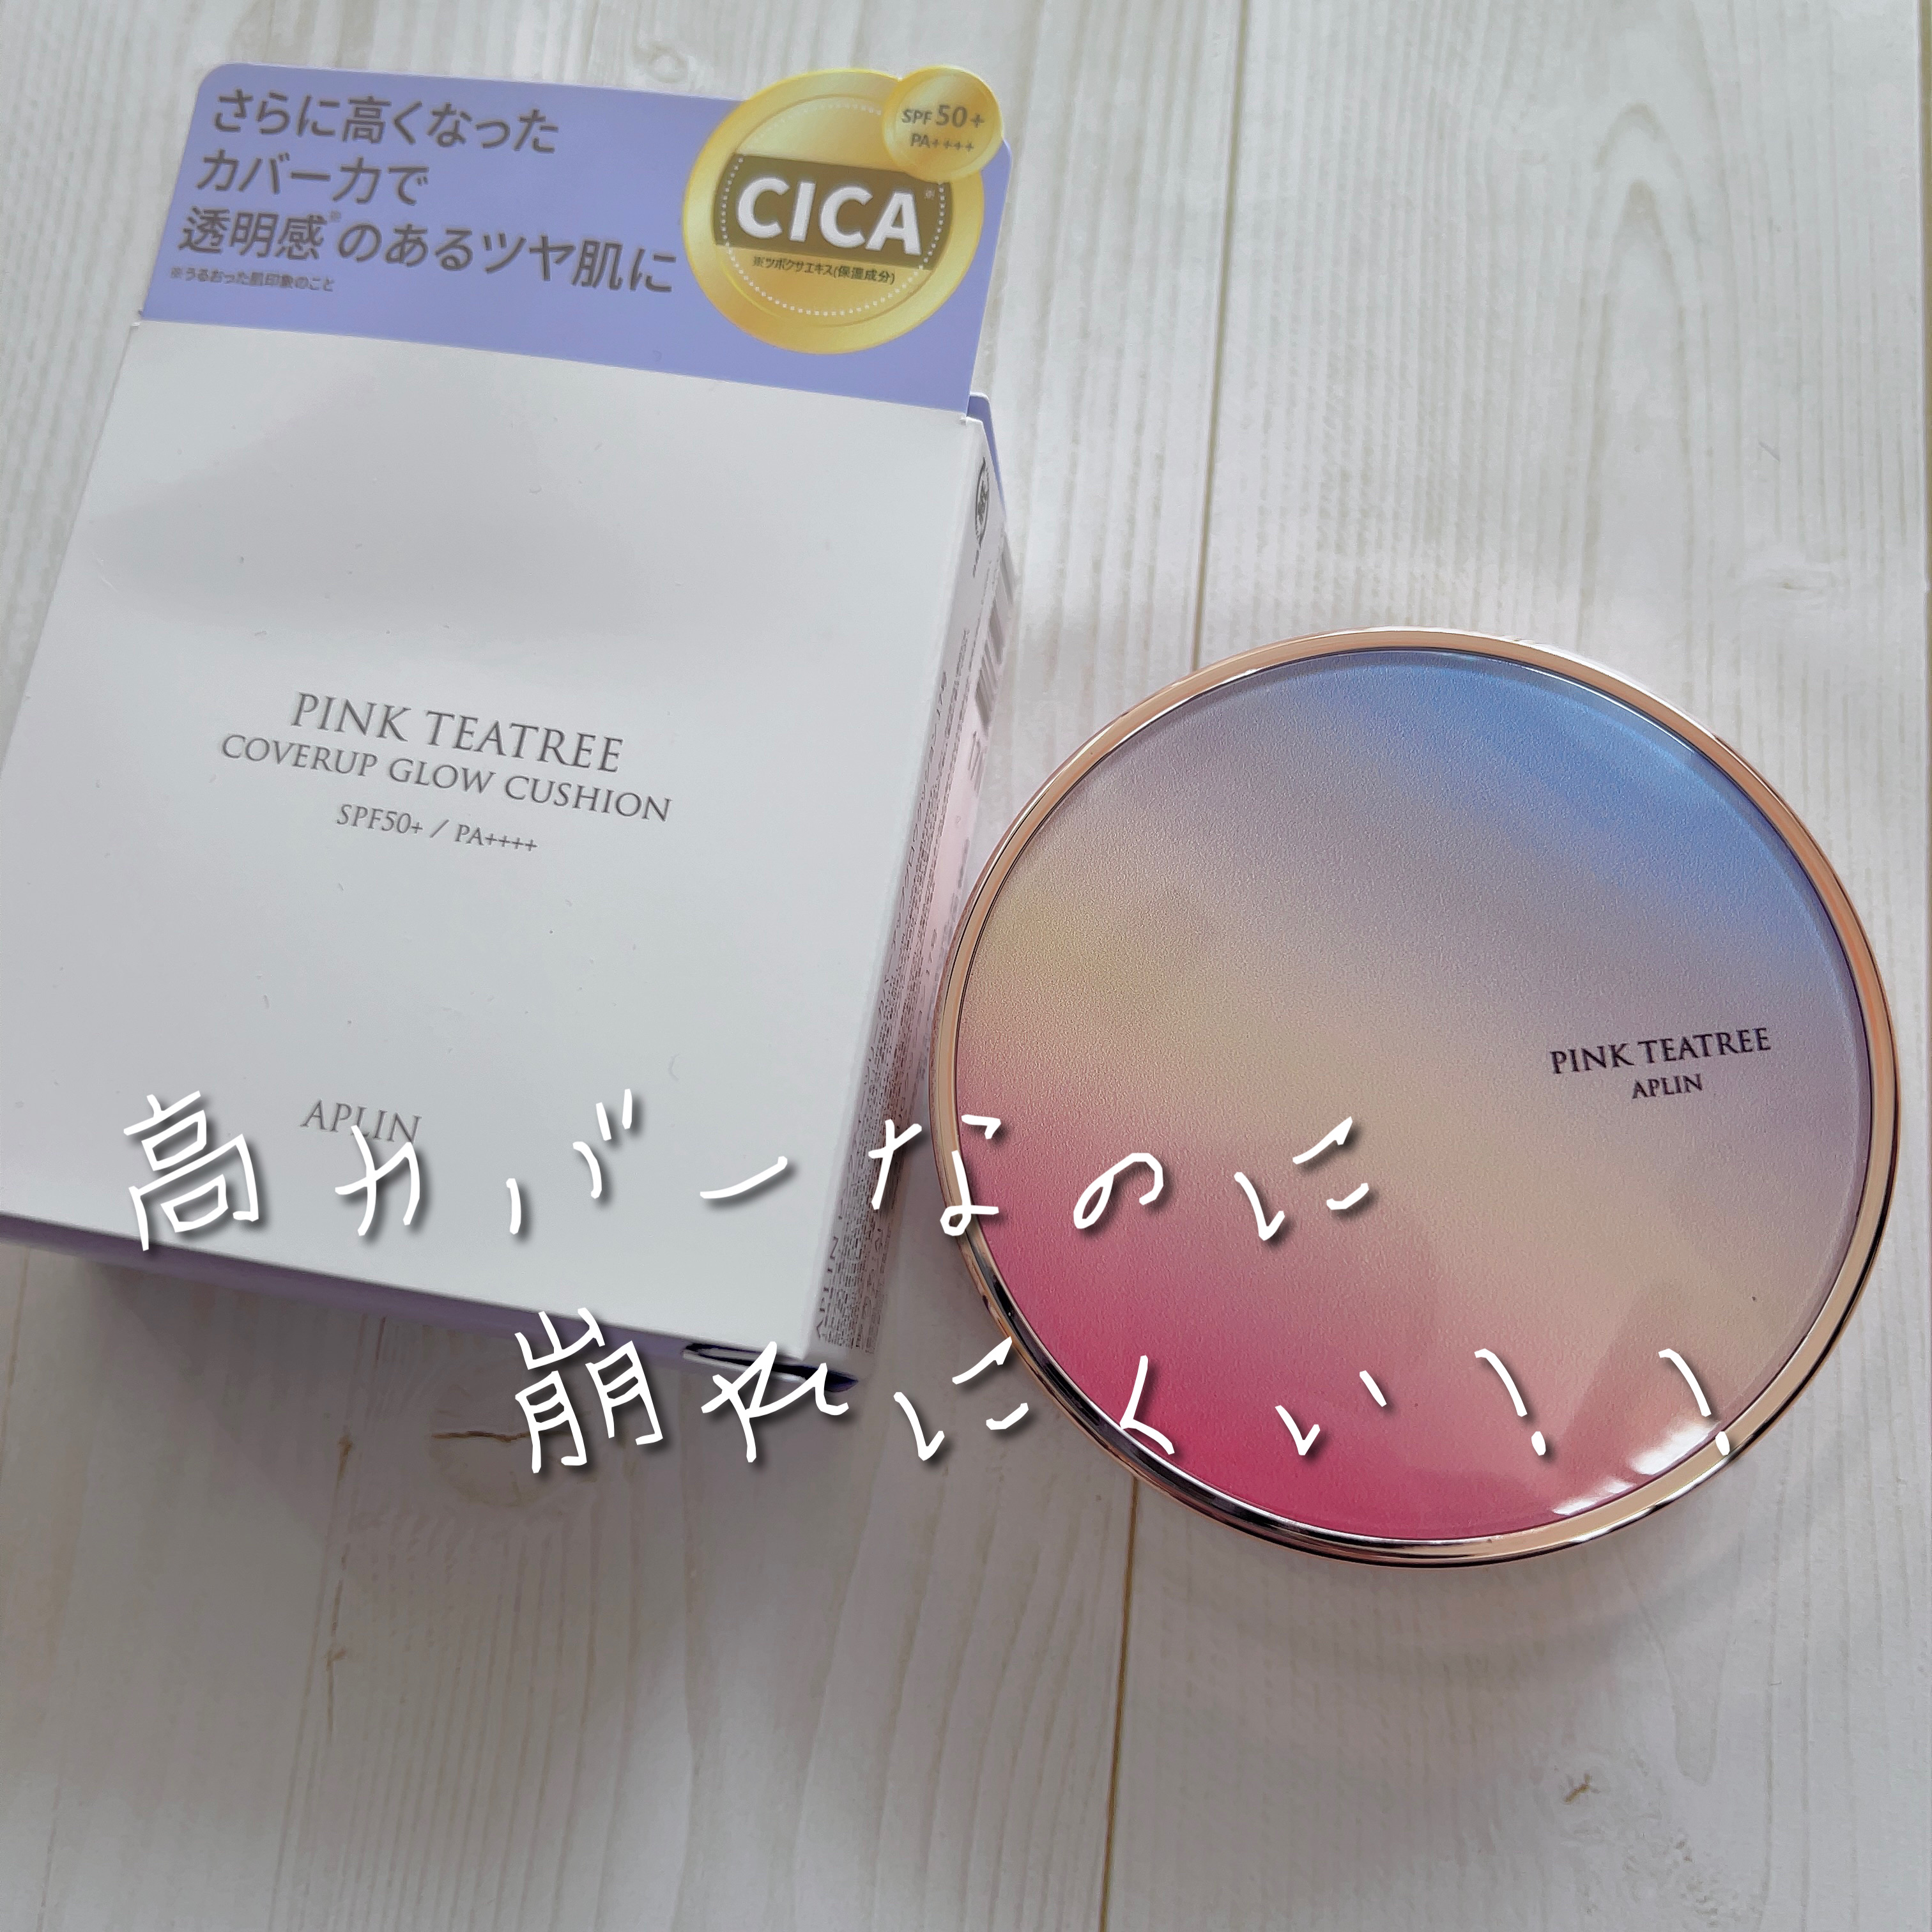 さらに高くなった
カバー力で
透明感※のあるツヤ肌に
※うるおった肌印象のこと
SPF50+
PA++++
CICA※
※ツボクサエキス(保湿成分)
PINK TEATREE
COVERUP GLOW CUSHION
SPF50+ / PA++++
APLIN
PINK TEATREE
APLIN
高カバーなのに
崩れにくい!!